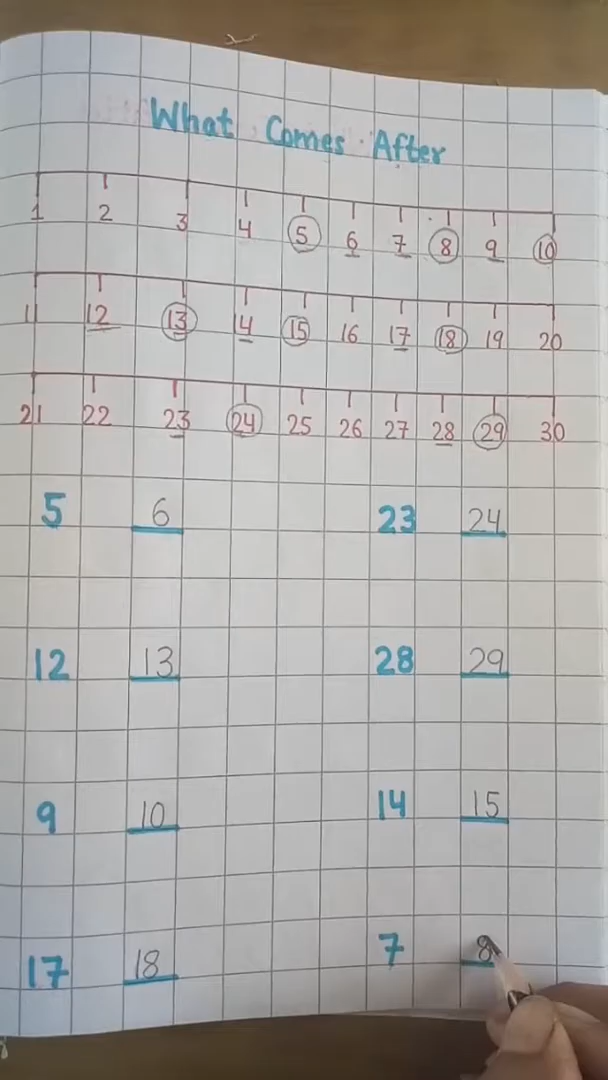 What Comes After
1 2 3 4 5 6 7 8 9 10
11 12 13 14 15 16 17 18 19 20
21 22 23 24 25 26 27 28 29 30
5 6 23 24
12 13 28 29
9 10 14 15
17 18 7 8